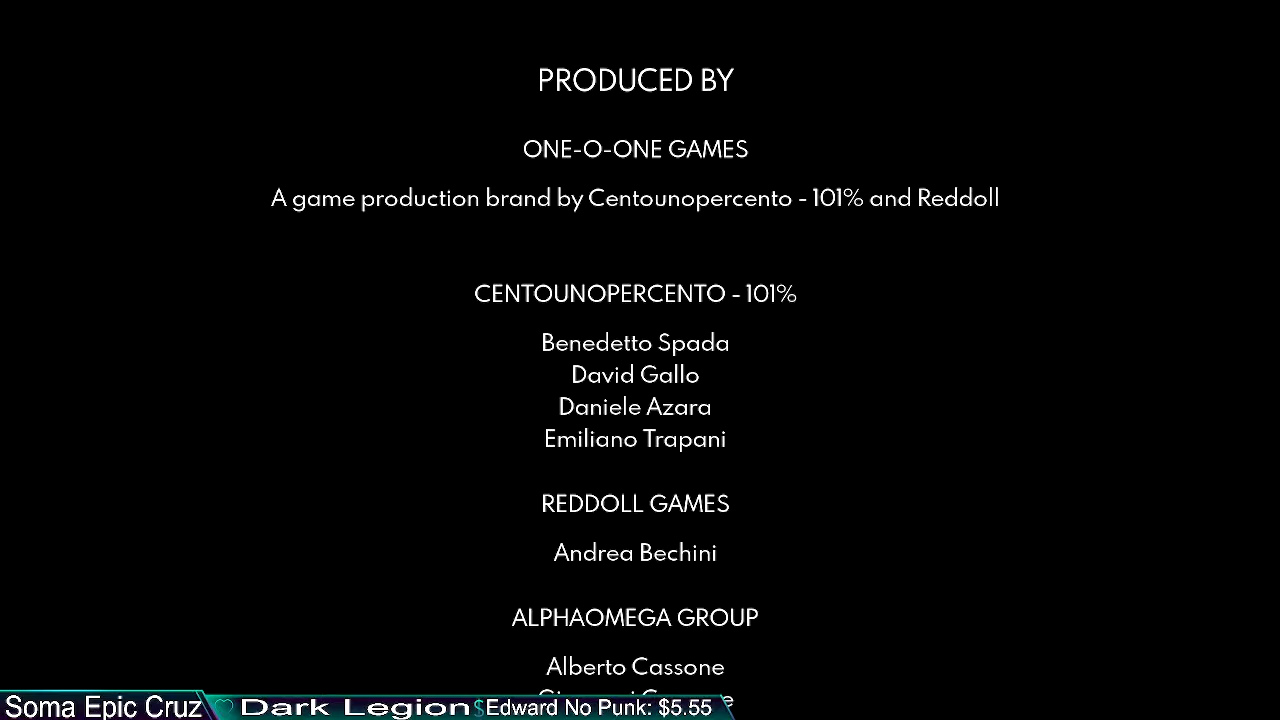 PRODUCED BY
ONE-O-ONE GAMES
A game production brand by Centounopercento - 101% and Reddoll
CENTOUNOPERCENTO - 101%
Benedetto Spada
David Gallo
Daniele Azara
Emiliano Trapani
REDDOLL GAMES
Andrea Bechini
ALPHAOMEGA GROUP
Alberto Cassone
Soma Epic Cruz ♡ Dark Legion $ Edward No Punk: $5.55